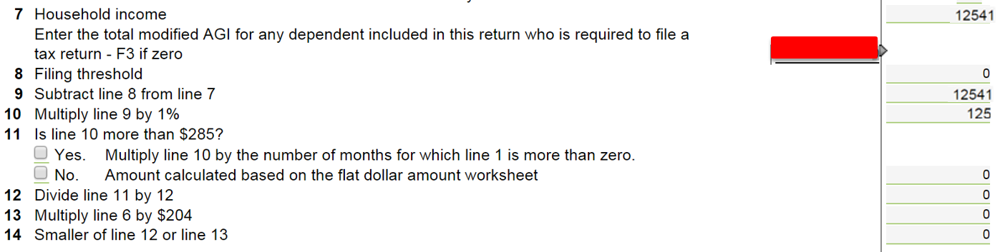 7 Household income 12541
Enter the total modified AGI for any dependent included in this return who is required to file a
tax return - F3 if zero
8 Filing threshold 0
9 Subtract line 8 from line 7 12541
10 Multiply line 9 by 1% 125
11 Is line 10 more than $285?
Yes. Multiply line 10 by the number of months for which line 1 is more than zero.
No. Amount calculated based on the flat dollar amount worksheet 0
12 Divide line 11 by 12 0
13 Multiply line 6 by $204 0
14 Smaller of line 12 or line 13 0